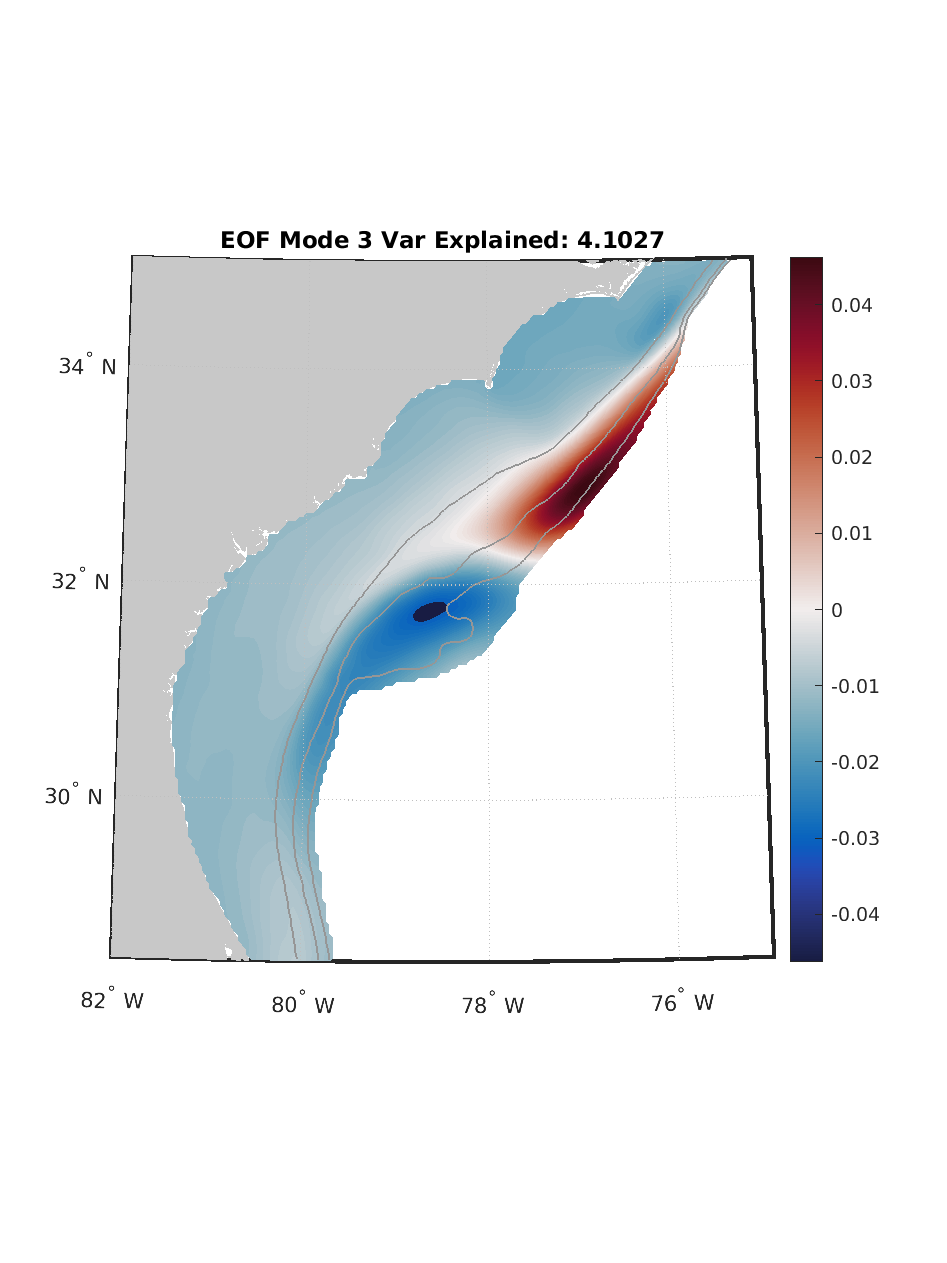 EOF Mode 3 Var Explained: 4.1027
34° N
32° N
30° N
82° W
80° W
78° W
76° W
0.04
0.03
0.02
0.01
0
-0.01
-0.02
-0.03
-0.04